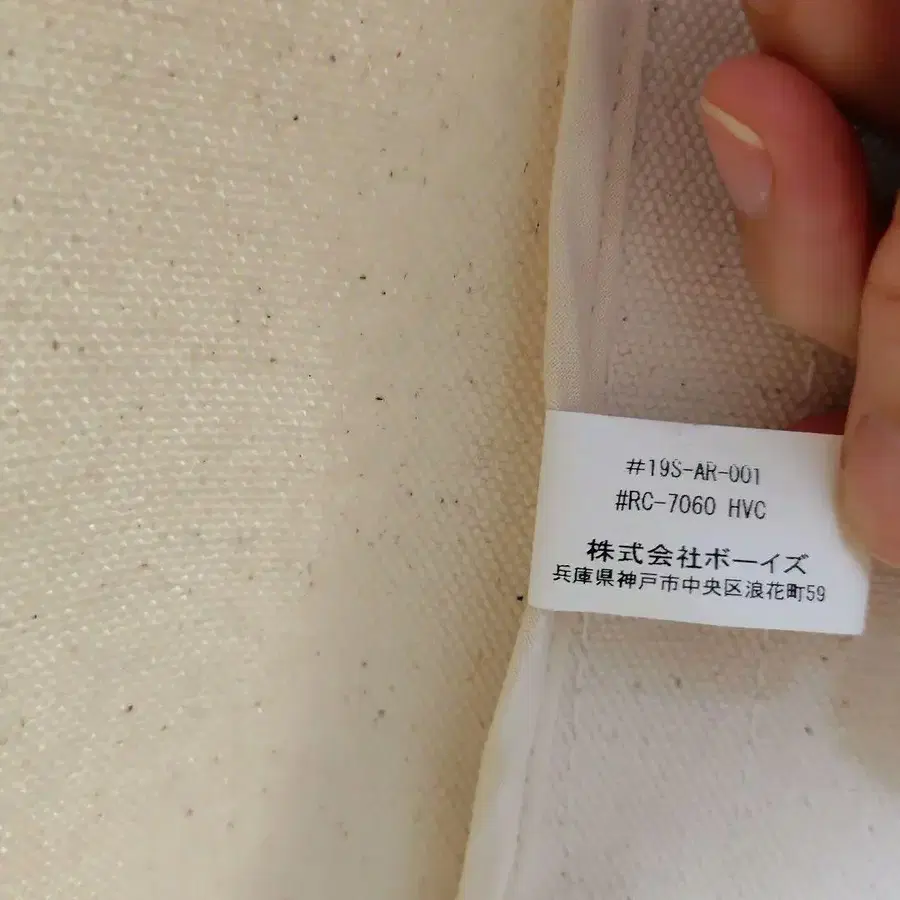 #19S-AR-001
#RC-7060 HVC
株式会社ボーイズ
兵庫県神戸市中央区浪花町59